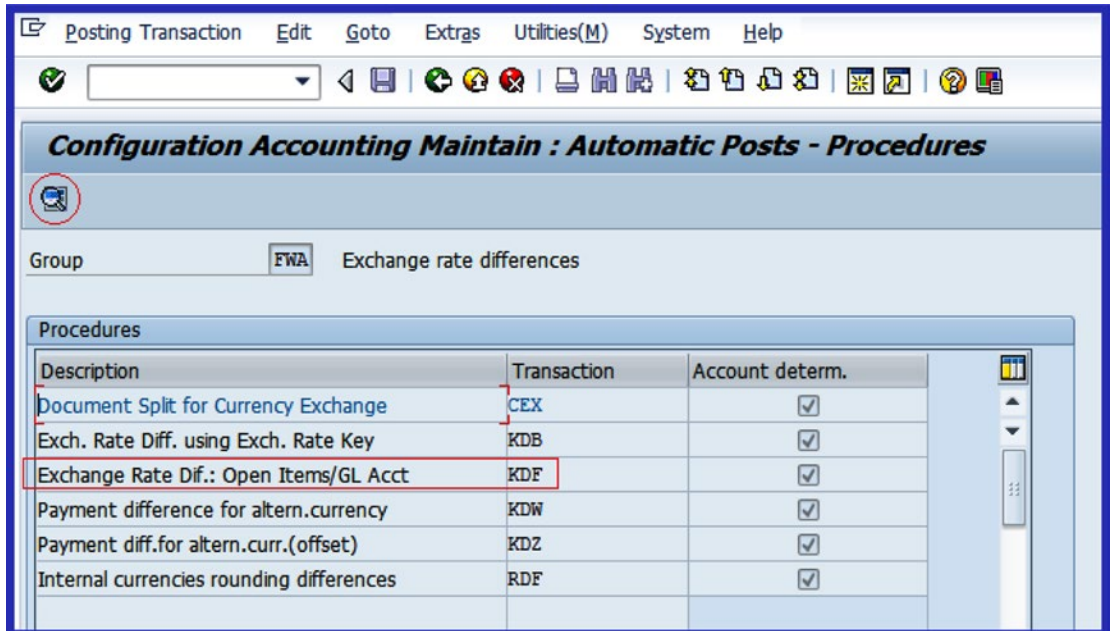 Posting Transaction Edit Goto Extras Utilities(M) System Help
Configuration Accounting Maintain : Automatic Posts - Procedures
Group FWA Exchange rate differences
Procedures
Description Transaction Account determ.
Document Split for Currency Exchange CEX
Exch. Rate Diff. using Exch. Rate Key KDB
Exchange Rate Dif.: Open Items/GL Acct KDF
Payment difference for altern.currency KDW
Payment diff.for altern.curr.(offset) KDZ
Internal currencies rounding differences RDF